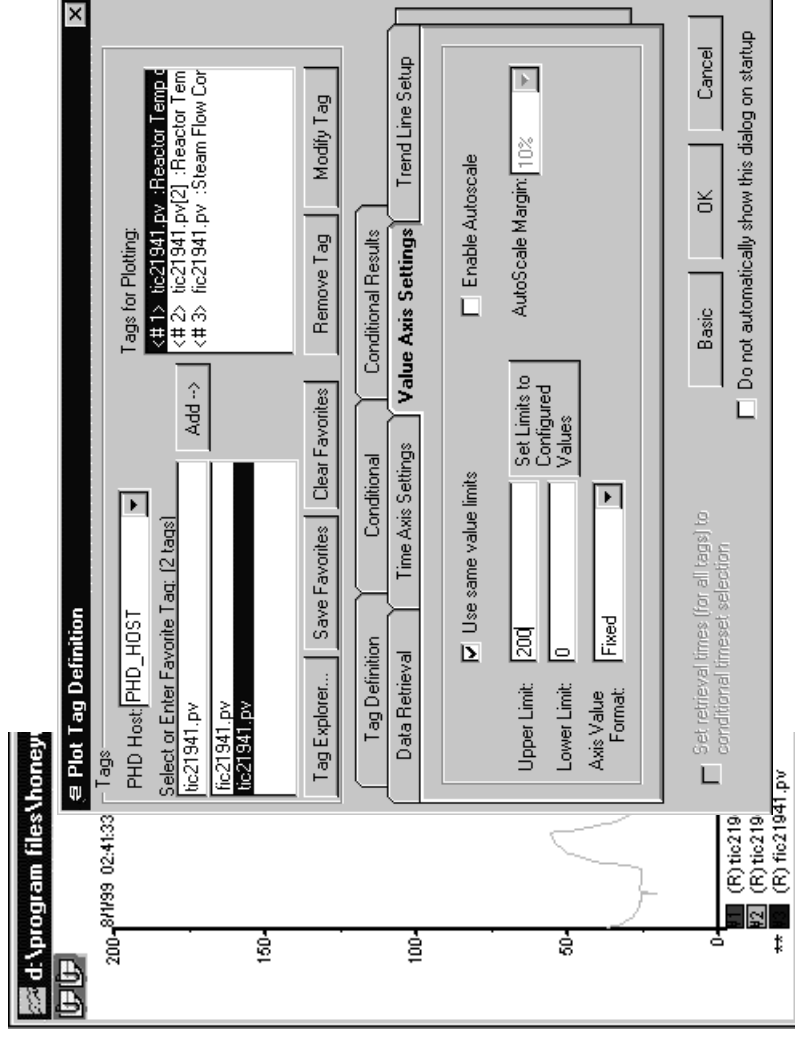 d:\program files\honeyw
8/1/99 02:41:33
200
150
100
50
0
#1 (R) tic219
#2 (R) tic219
** #3 (R) fic21941.pv
Plot Tag Definition
Tags
PHD Host: PHD_HOST
Select or Enter Favorite Tag: (2 tags)
tic21941.pv
fic21941.pv
tic21941.pv
Add -->
Tags for Plotting:
<# 1> tic21941.pv :Reactor Temp c
<# 2> tic21941.pv[2] :Reactor Tem
<# 3> fic21941.pv :Steam Flow Cor
Tag Explorer...
Save Favorites
Clear Favorites
Remove Tag
Modify Tag
Tag Definition
Conditional
Conditional Results
Data Retrieval
Time Axis Settings
Value Axis Settings
Trend Line Setup
Use same value limits
Enable Autoscale
Upper Limit: 200
Lower Limit: 0
Set Limits to
Configured
Values
AutoScale Margin: 10%
Axis Value
Format: Fixed
Set retrieval times (for all tags) to
conditional timeset selection
Basic
OK
Cancel
Do not automatically show this dialog on startup